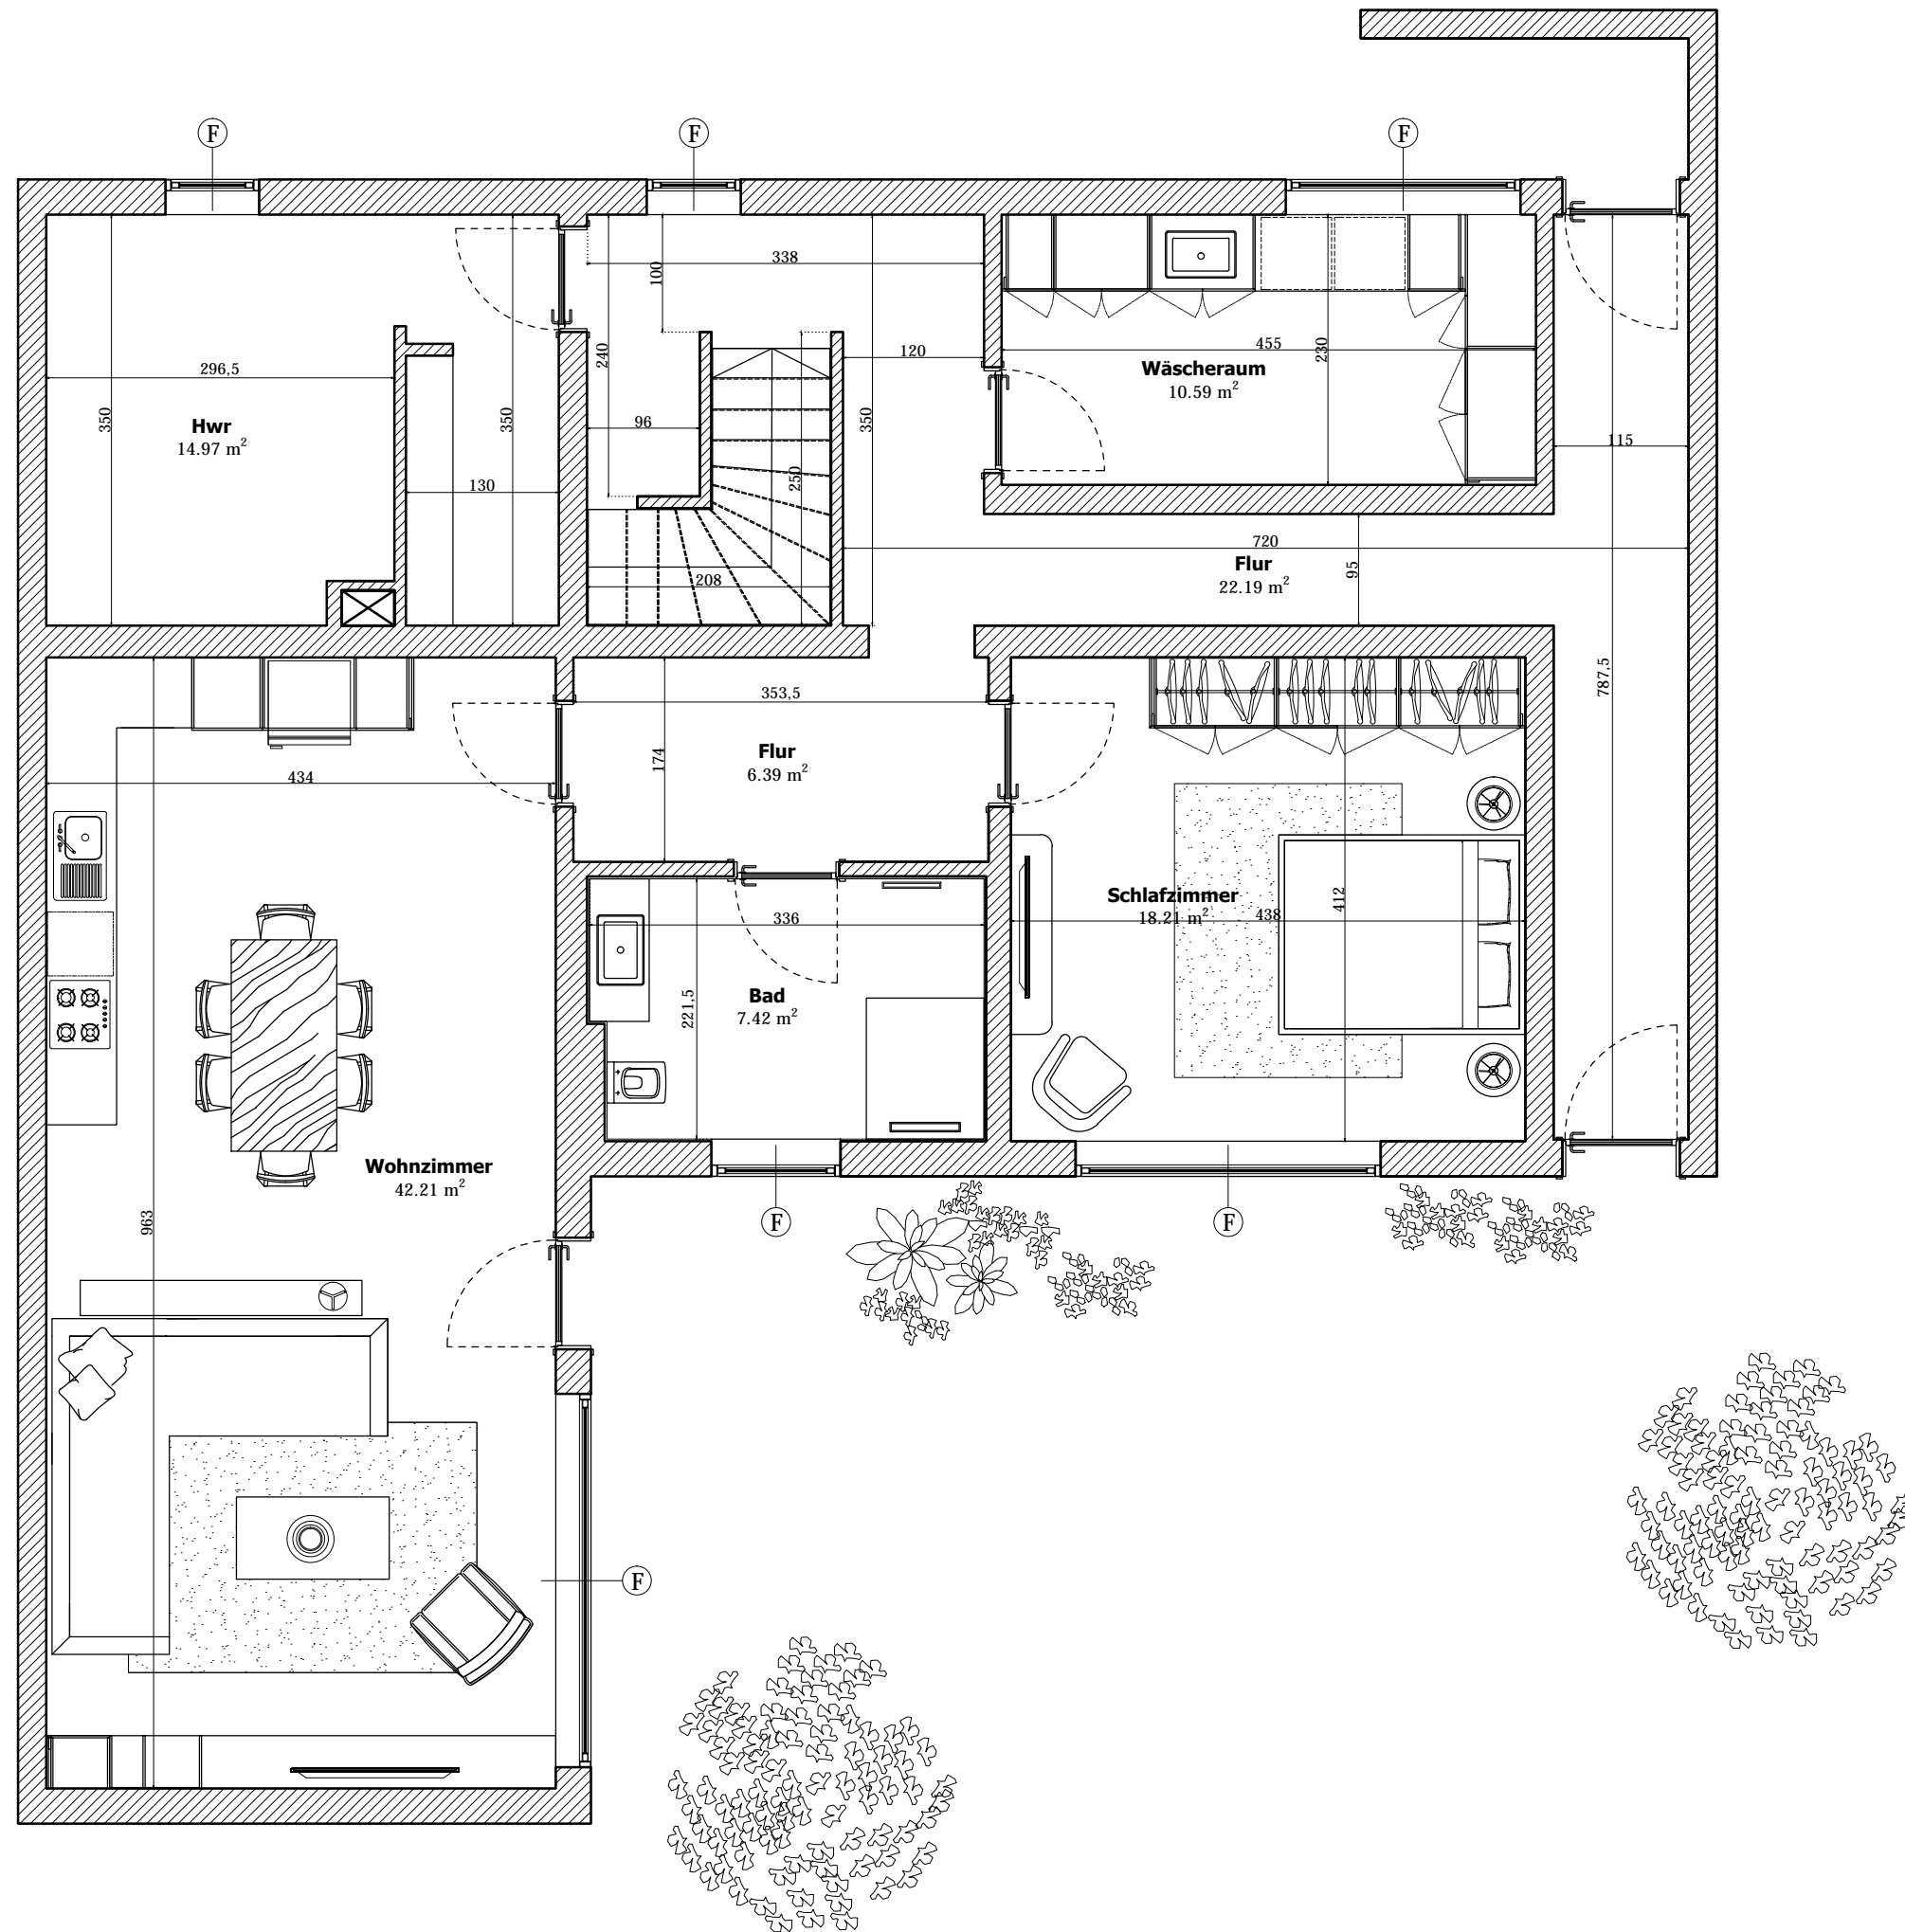 F
F
F
338
100
120
455
230
Wäscheraum
10.59 m²
240
296,5
350
350
350
Hwr
14.97 m²
96
115
130
250
720
Flur
22.19 m²
95
208
787,5
353,5
Flur
6.39 m²
174
434
Schlafzimmer
18.21 m²
438
412
336
Bad
7.42 m²
221,5
Wohnzimmer
42.21 m²
963
F
F
F